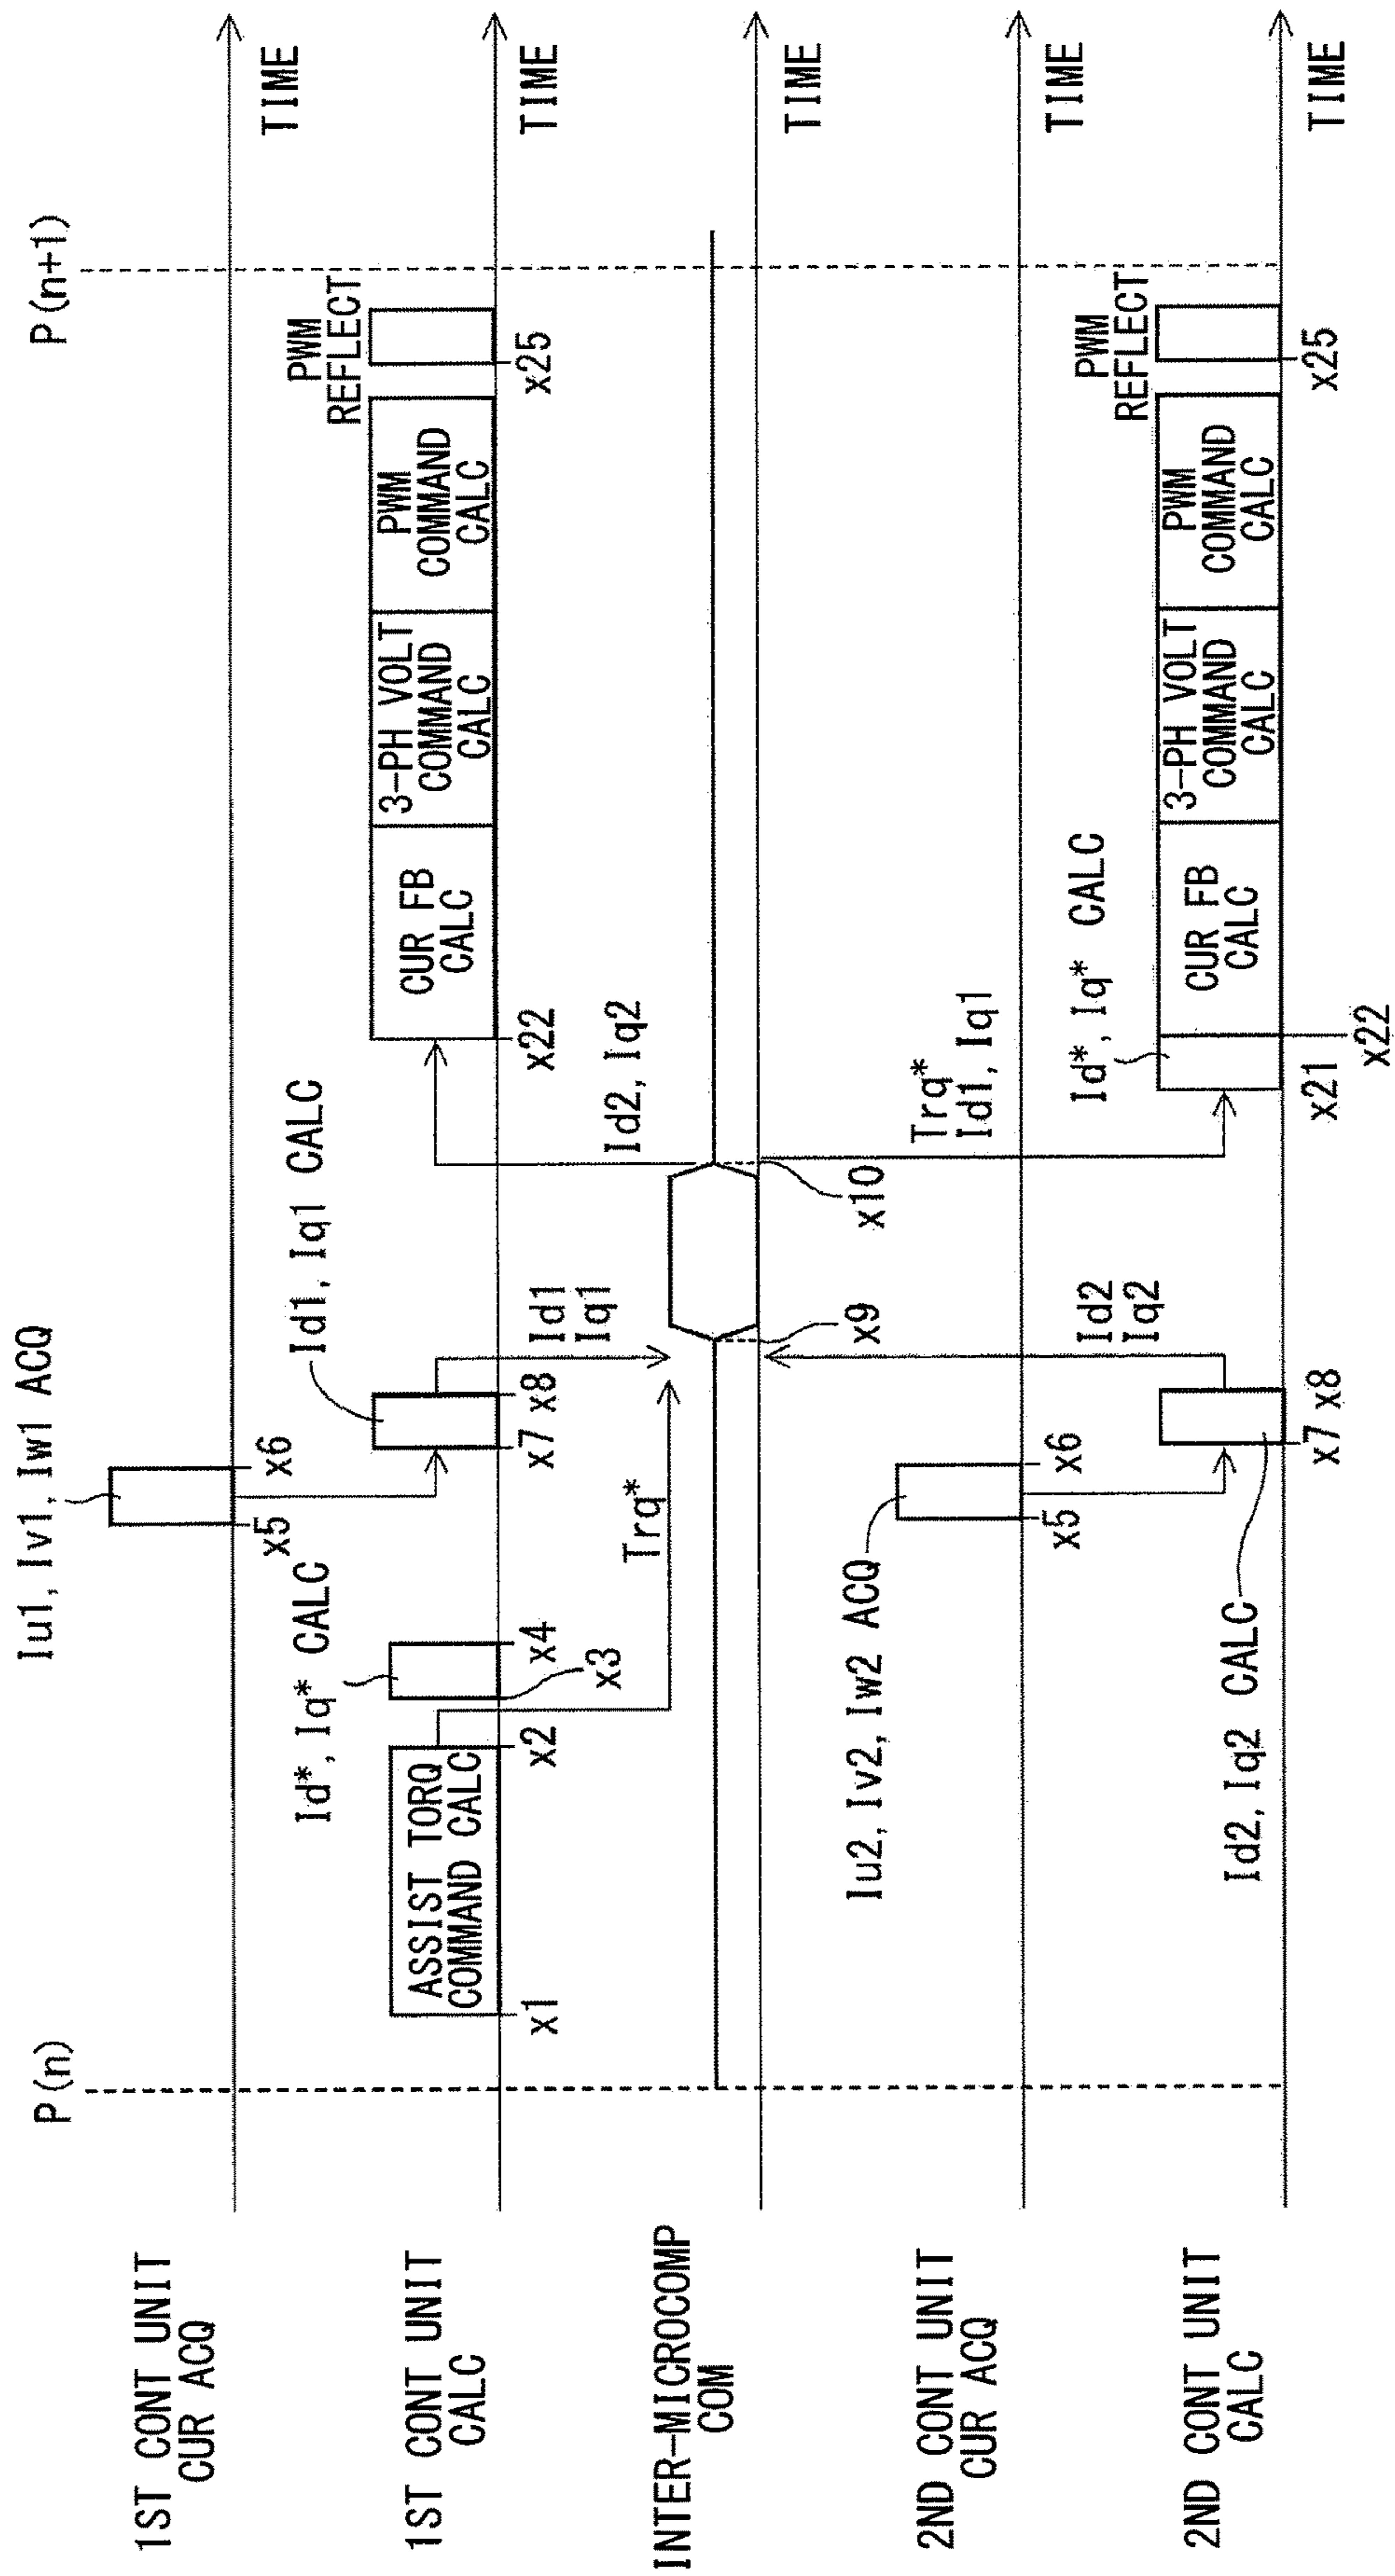 P(n)
P(n+1)
1ST CONT UNIT
CUR ACQ
Iu1, Iv1, Iw1 ACQ
x5
x6
TIME
1ST CONT UNIT
CALC
ASSIST TORQ
COMMAND CALC
x1
x2
Id*, Iq* CALC
x3
x4
Id1, Iq1 CALC
x7
x8
CUR FB
CALC
3-PH VOLT
COMMAND
CALC
PWM
COMMAND
CALC
PWM
REFLECT
x22
x25
TIME
INTER-MICROCOMP
COM
Trq*
Id1
Iq1
Id2, Iq2
x9
x10
TIME
2ND CONT UNIT
CUR ACQ
Iu2, Iv2, Iw2 ACQ
x5
x6
Id2
Iq2
Trq*
Id1, Iq1
TIME
2ND CONT UNIT
CALC
Id2, Iq2 CALC
x7
x8
Id*, Iq* CALC
x21
x22
CUR FB
CALC
3-PH VOLT
COMMAND
CALC
PWM
COMMAND
CALC
PWM
REFLECT
x25
TIME